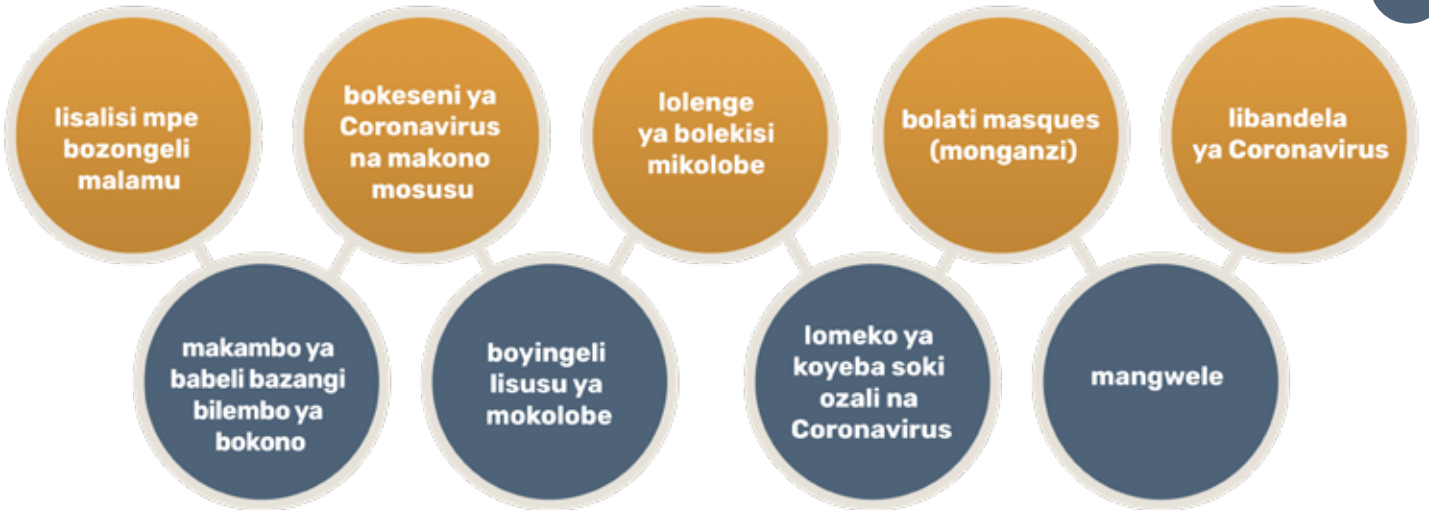 lisalisi mpe
bozongeli
malamu
bokeseni ya
Coronavirus
na makono
mosusu
lolenge
ya bolekisi
mikolobe
bolati masques
(monganzi)
libandela
ya Coronavirus
makambo ya
babeli bazangi
bilembo ya
bokono
boyingeli
lisusu ya
mokolobe
lomeko ya
koyeba soki
ozali na
Coronavirus
mangwele